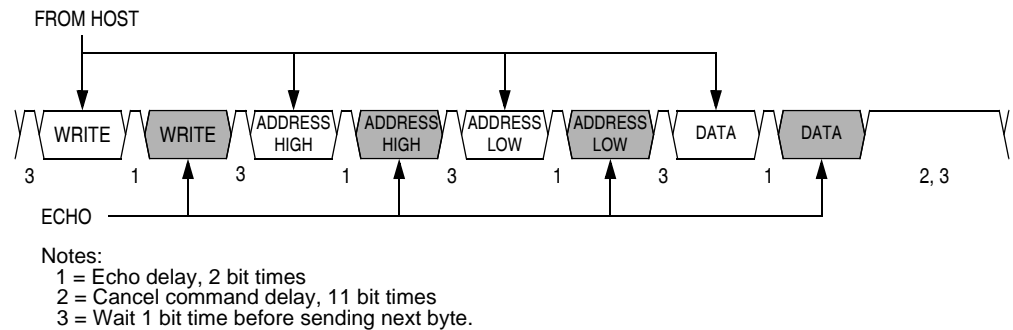 FROM HOST
WRITE WRITE ADDRESS HIGH ADDRESS HIGH ADDRESS LOW ADDRESS LOW DATA DATA
3 1 3 1 3 1 3 1 2, 3
ECHO
Notes:
1 = Echo delay, 2 bit times
2 = Cancel command delay, 11 bit times
3 = Wait 1 bit time before sending next byte.